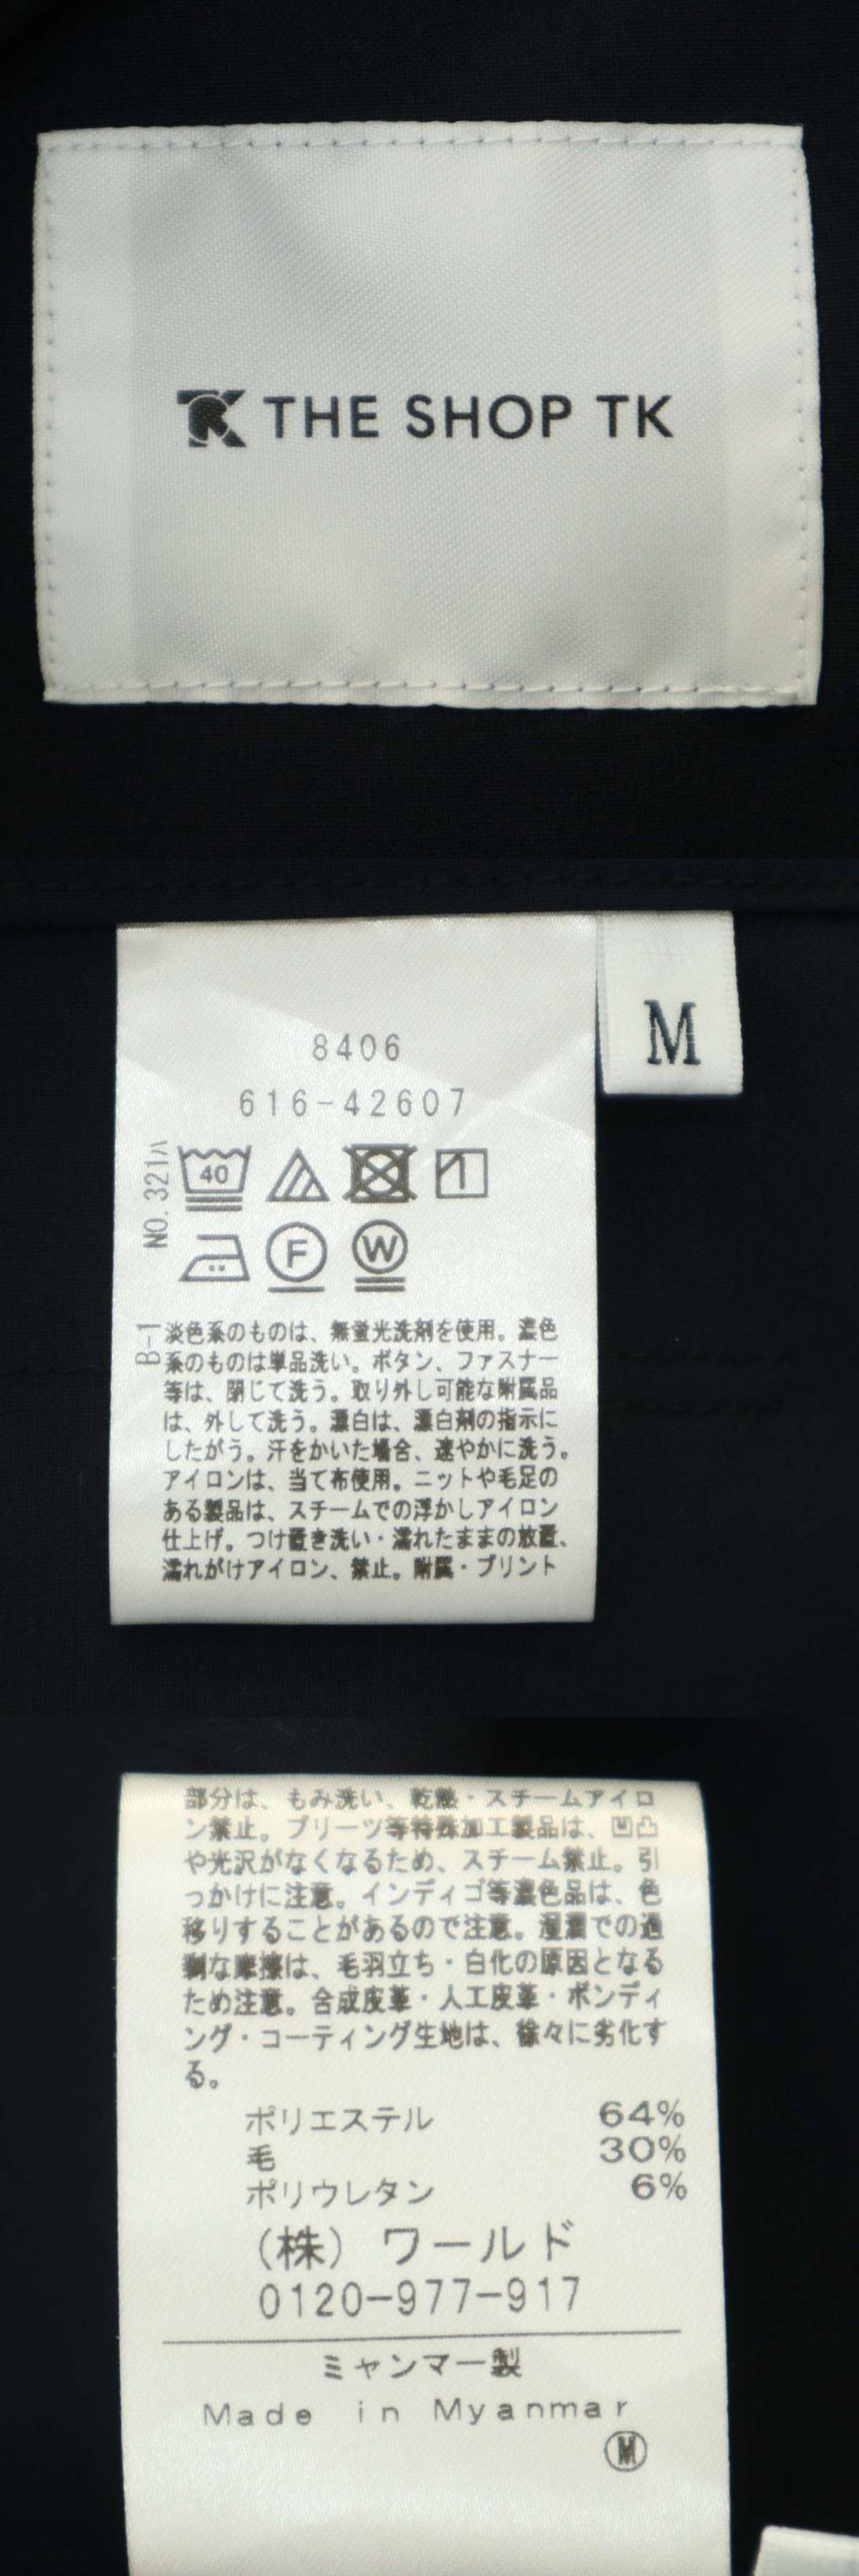 THE SHOP TK
M
8406
616-42607
NO. 321ハ
40
F
W
B-1
淡色系のものは、無蛍光洗剤を使用。濃色
系のものは単品洗い。ボタン、ファスナー
等は、閉じて洗う。取り外し可能な附属品
は、外して洗う。漂白は、漂白剤の指示に
したがう。汗をかいた場合、速やかに洗う。
アイロンは、当て布使用。ニットや毛足の
ある製品は、スチームでの浮かしアイロン
仕上げ。つけ置き洗い・濡れたままの放置、
濡れがけアイロン、禁止。附属・プリント
部分は、もみ洗い、乾熱・スチームアイロ
ン禁止。プリーツ等特殊加工製品は、凹凸
や光沢がなくなるため、スチーム禁止。引
っかけに注意。インディゴ等濃色品は、色
移りすることがあるので注意。湿潤での過
剰な摩擦は、毛羽立ち・白化の原因となる
ため注意。合成皮革・人工皮革・ボンディ
ング・コーティング生地は、徐々に劣化す
る。
ポリエステル 64%
毛 30%
ポリウレタン 6%
(株) ワールド
0120-977-917
ミャンマー製
Made in Myanmar
M